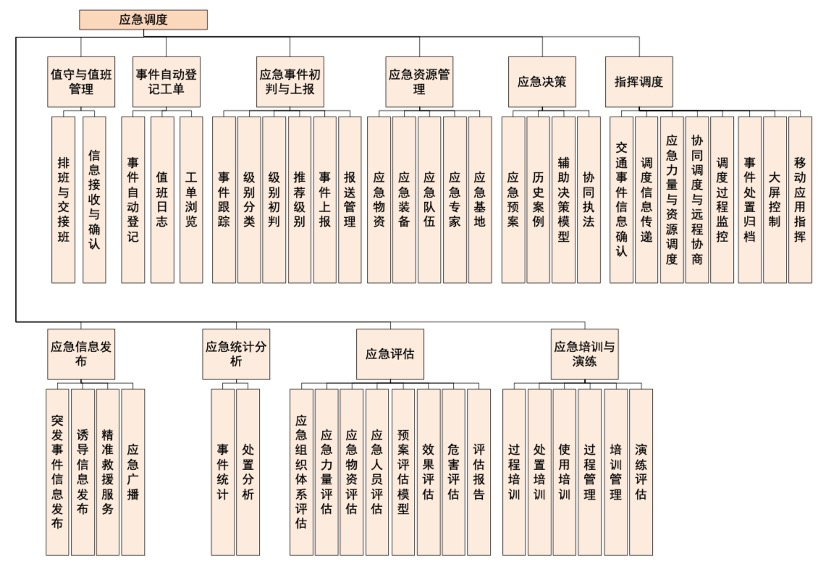 应急调度
值守与值班
管理
事件自动登
记工单
应急事件初
判与上报
应急资源管
理
应急决策
指挥调度
排班与交接班
信息接收与确认
事件自动登记
值班日志
工单浏览
事件跟踪
级别分类
级别初判
推荐级别
事件上报
报送管理
应急物资
应急装备
应急队伍
应急专家
应急基地
应急预案
历史案例
辅助决策模型
协同执法
交通事件信息确认
调度信息传递
应急力量与资源调度
协同调度与远程协商
调度过程监控
事件处置归档
大屏控制
移动应用指挥
应急信息发
布
应急统计分
析
应急评估
应急培训与
演练
突发事件信息发布
诱导信息发布
精准救援服务
应急广播
事件统计
处置分析
应急组织体系评估
应急力量评估
应急物资评估
应急人员评估
预案评估模型
效果评估
危害评估
评估报告
过程培训
处置培训
使用培训
过程管理
培训管理
演练评估